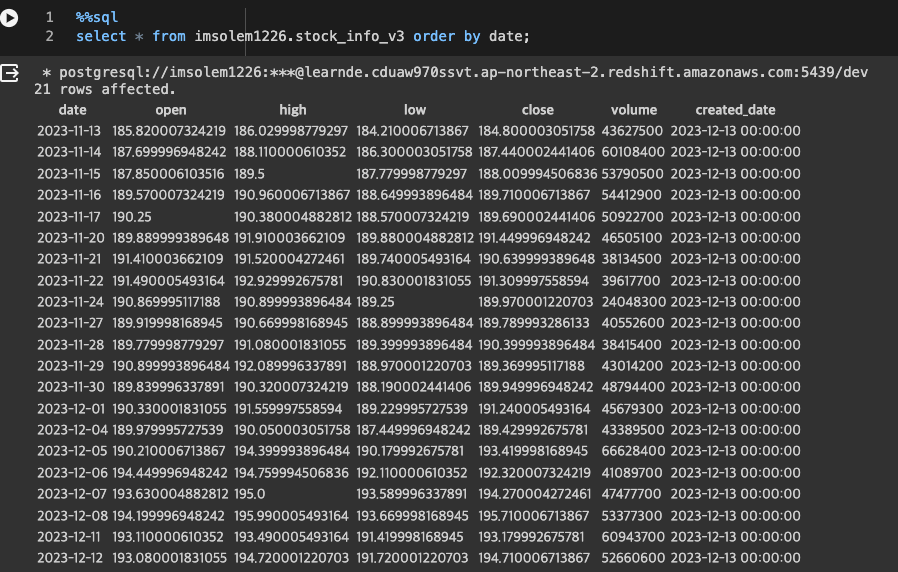 1 %%sql
2 select * from imsolem1226.stock_info_v3 order by date;
* postgresql://imsolem1226:***@learnde.cduaw970ssvt.ap-northeast-2.redshift.amazonaws.com:5439/dev
21 rows affected.
date open high low close volume created_date
2023-11-13 185.820007324219 186.029998779297 184.210006713867 184.800003051758 43627500 2023-12-13 00:00:00
2023-11-14 187.699996948242 188.110000610352 186.300003051758 187.440002441406 60108400 2023-12-13 00:00:00
2023-11-15 187.850006103516 189.5 187.779998779297 188.009994506836 53790500 2023-12-13 00:00:00
2023-11-16 189.570007324219 190.960006713867 188.649993896484 189.710006713867 54412900 2023-12-13 00:00:00
2023-11-17 190.25 190.380004882812 188.570007324219 189.690002441406 50922700 2023-12-13 00:00:00
2023-11-20 189.889999389648 191.910003662109 189.880004882812 191.449996948242 46505100 2023-12-13 00:00:00
2023-11-21 191.410003662109 191.520004272461 189.740005493164 190.639999389648 38134500 2023-12-13 00:00:00
2023-11-22 191.490005493164 192.929992675781 190.830001831055 191.309997558594 39617700 2023-12-13 00:00:00
2023-11-24 190.869995117188 190.899993896484 189.25 189.970001220703 24048300 2023-12-13 00:00:00
2023-11-27 189.919998168945 190.669998168945 188.899993896484 189.789993286133 40552600 2023-12-13 00:00:00
2023-11-28 189.779998779297 191.080001831055 189.399993896484 190.399993896484 38415400 2023-12-13 00:00:00
2023-11-29 190.899993896484 192.089996337891 188.970001220703 189.369995117188 43014200 2023-12-13 00:00:00
2023-11-30 189.839996337891 190.320007324219 188.190002441406 189.949996948242 48794400 2023-12-13 00:00:00
2023-12-01 190.330001831055 191.559997558594 189.229995727539 191.240005493164 45679300 2023-12-13 00:00:00
2023-12-04 189.979995727539 190.050003051758 187.449996948242 189.429992675781 43389500 2023-12-13 00:00:00
2023-12-05 190.210006713867 194.399993896484 190.179992675781 193.419998168945 66628400 2023-12-13 00:00:00
2023-12-06 194.449996948242 194.759994506836 192.110000610352 192.320007324219 41089700 2023-12-13 00:00:00
2023-12-07 193.630004882812 195.0 193.589996337891 194.270004272461 47477700 2023-12-13 00:00:00
2023-12-08 194.199996948242 195.990005493164 193.669998168945 195.710006713867 53377300 2023-12-13 00:00:00
2023-12-11 193.110000610352 193.490005493164 191.419998168945 193.179992675781 60943700 2023-12-13 00:00:00
2023-12-12 193.080001831055 194.720001220703 191.720001220703 194.710006713867 52660600 2023-12-13 00:00:00